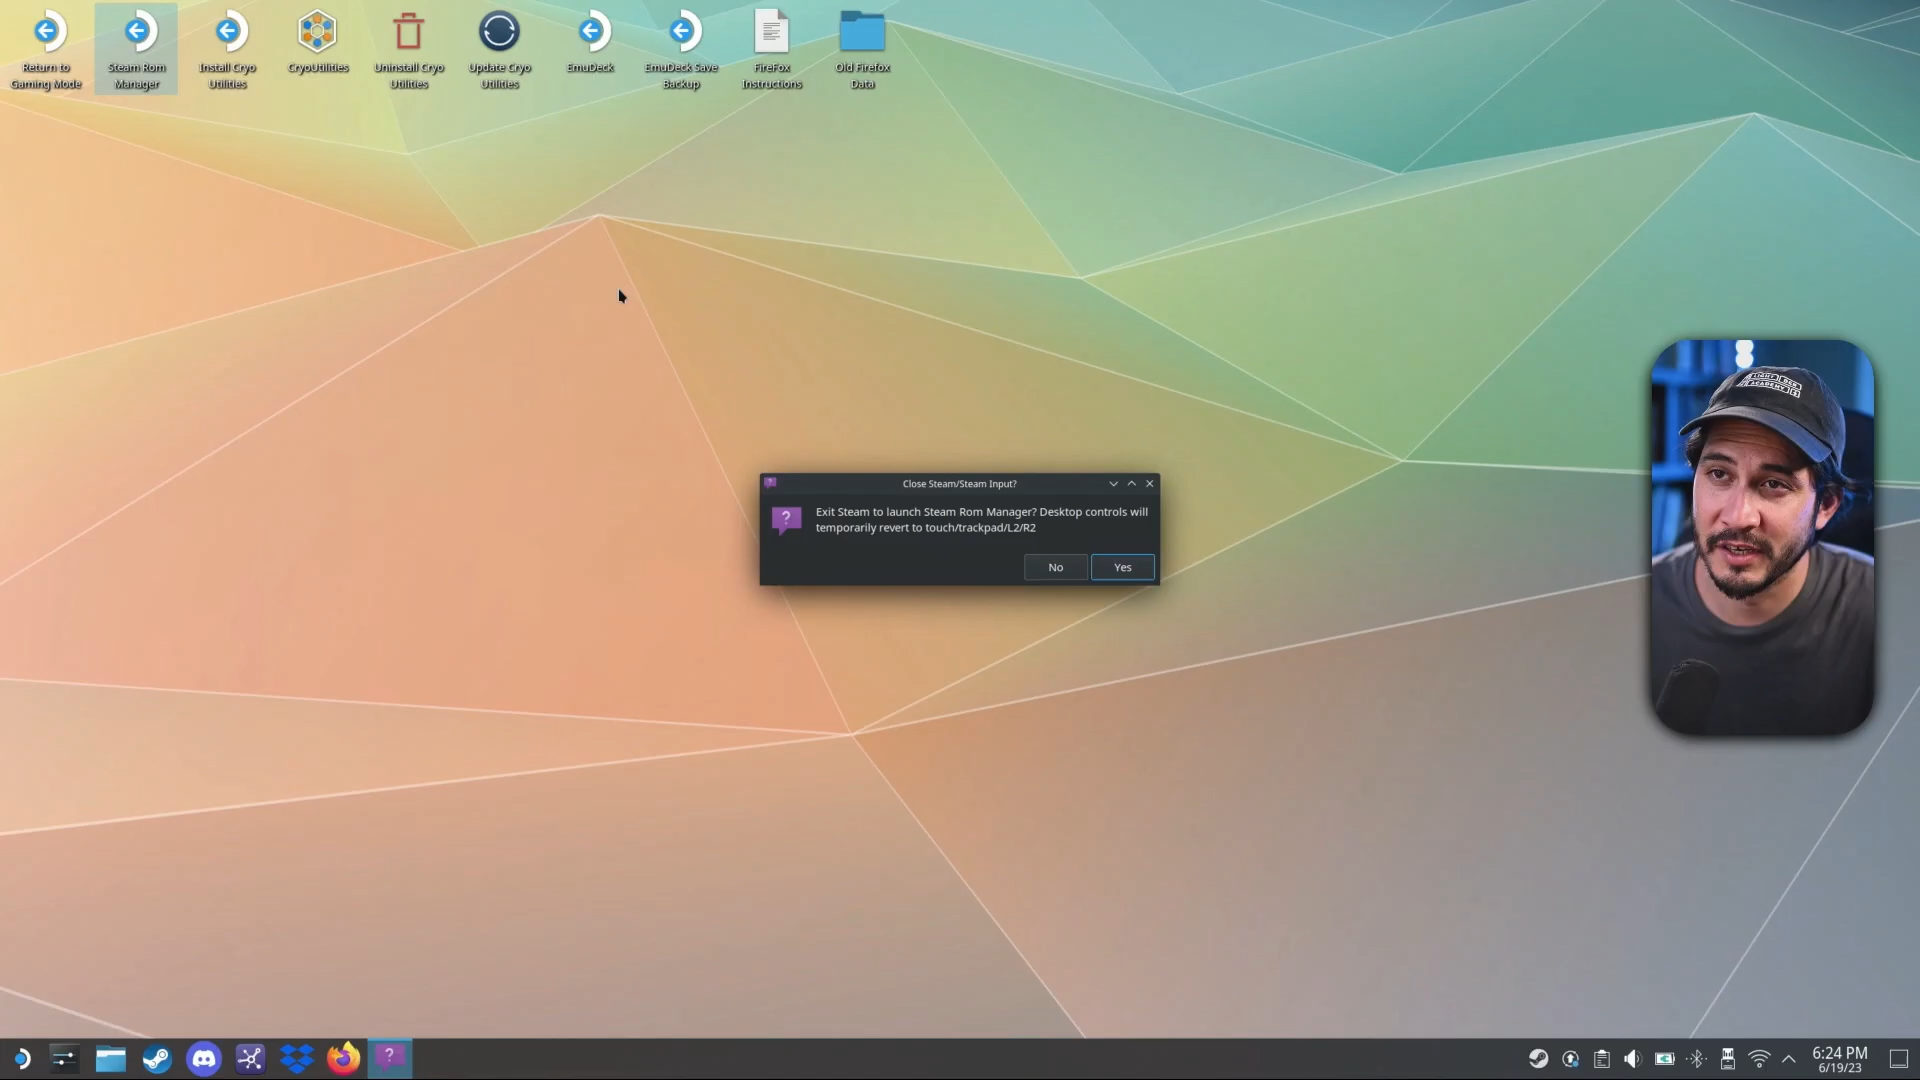 Return to
Gaming Mode
Steam Rom
Manager
Install Cryo
Utilities
CryoUtilities
Uninstall Cryo
Utilities
Update Cryo
Utilities
EmuDeck
EmuDeck Save
Backup
FireFox
Instructions
Old Firefox
Data
Close Steam/Steam Input?
Exit Steam to launch Steam Rom Manager? Desktop controls will
temporarily revert to touch/trackpad/L2/R2
No
Yes
6:24 PM
6/19/23